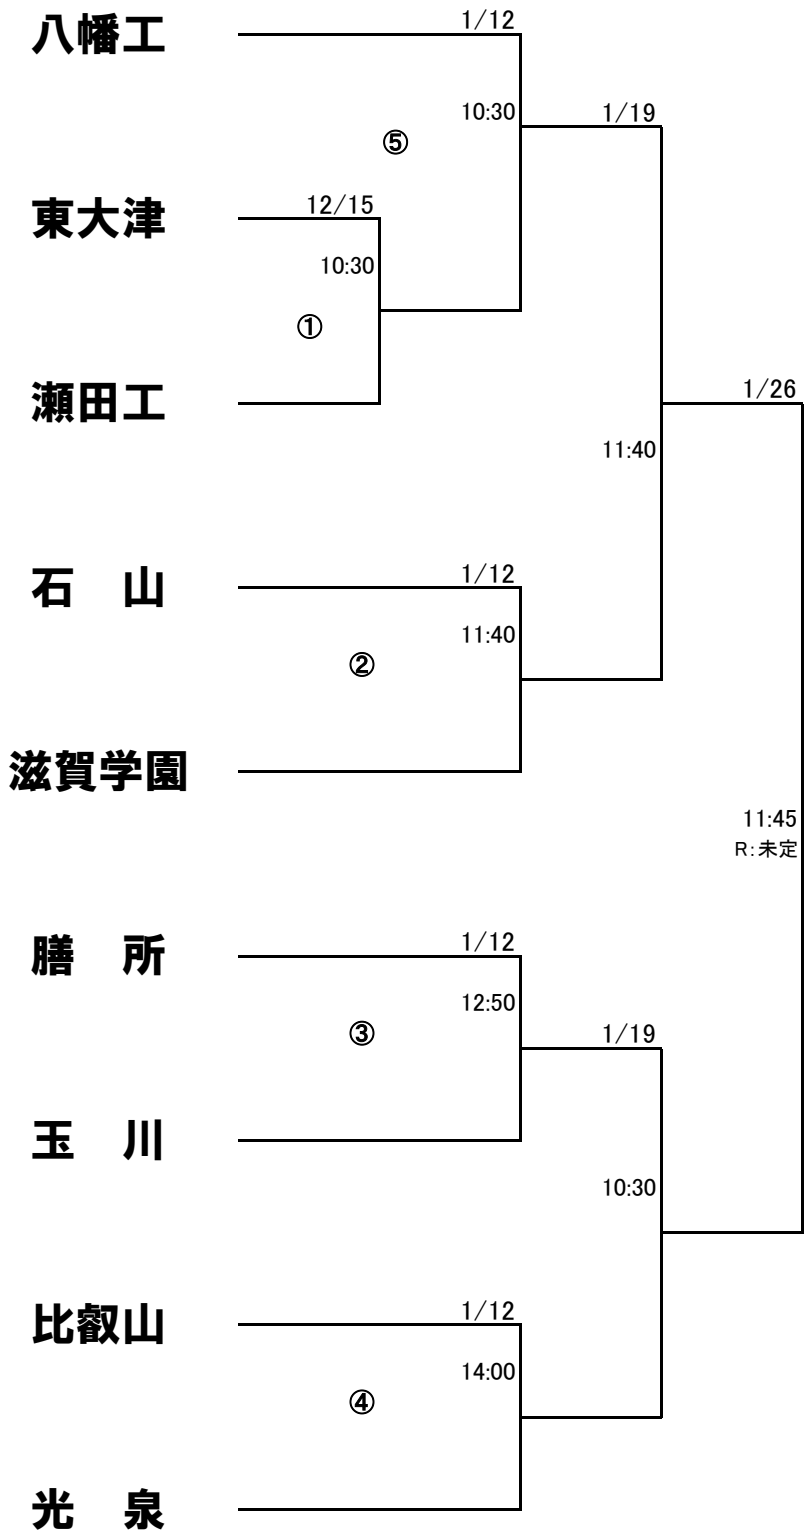 1/12
八幡工
10:30
1/19
⑤
12/15
東大津
10:30
①
1/26
瀬田工
11:40
1/12
石　山
11:40
②
滋賀学園
11:45
R:未定
1/12
膳　所
12:50
③
1/19
玉　川
10:30
1/12
比叡山
14:00
④
光　泉